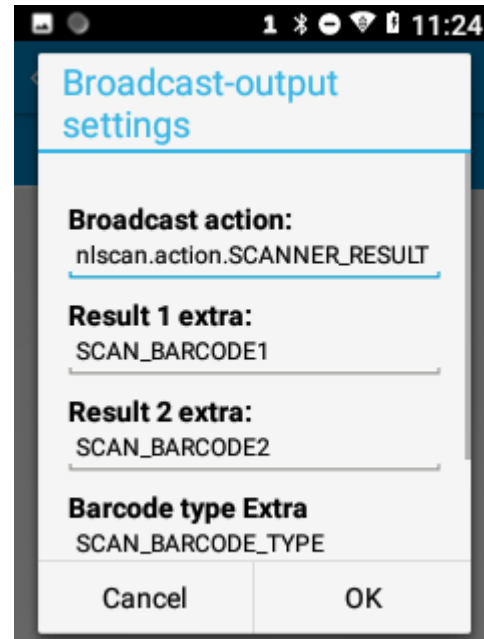 1 11:24
Broadcast-output
settings
Broadcast action:
nlscan.action.SCANNER_RESULT
Result 1 extra:
SCAN_BARCODE1
Result 2 extra:
SCAN_BARCODE2
Barcode type Extra
SCAN_BARCODE_TYPE
Cancel OK